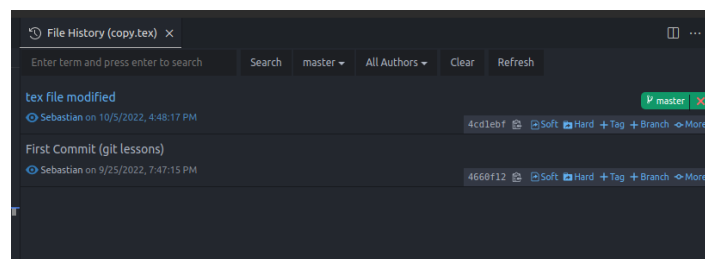 File History (copy.tex) ×
Enter term and press enter to search Search master All Authors Clear Refresh
tex file modified master ×
Sebastian on 10/5/2022, 4:48:17 PM
4cd1ebf Soft Hard +Tag +Branch More
First Commit (git lessons)
Sebastian on 9/25/2022, 7:47:15 PM
4660f12 Soft Hard +Tag +Branch More